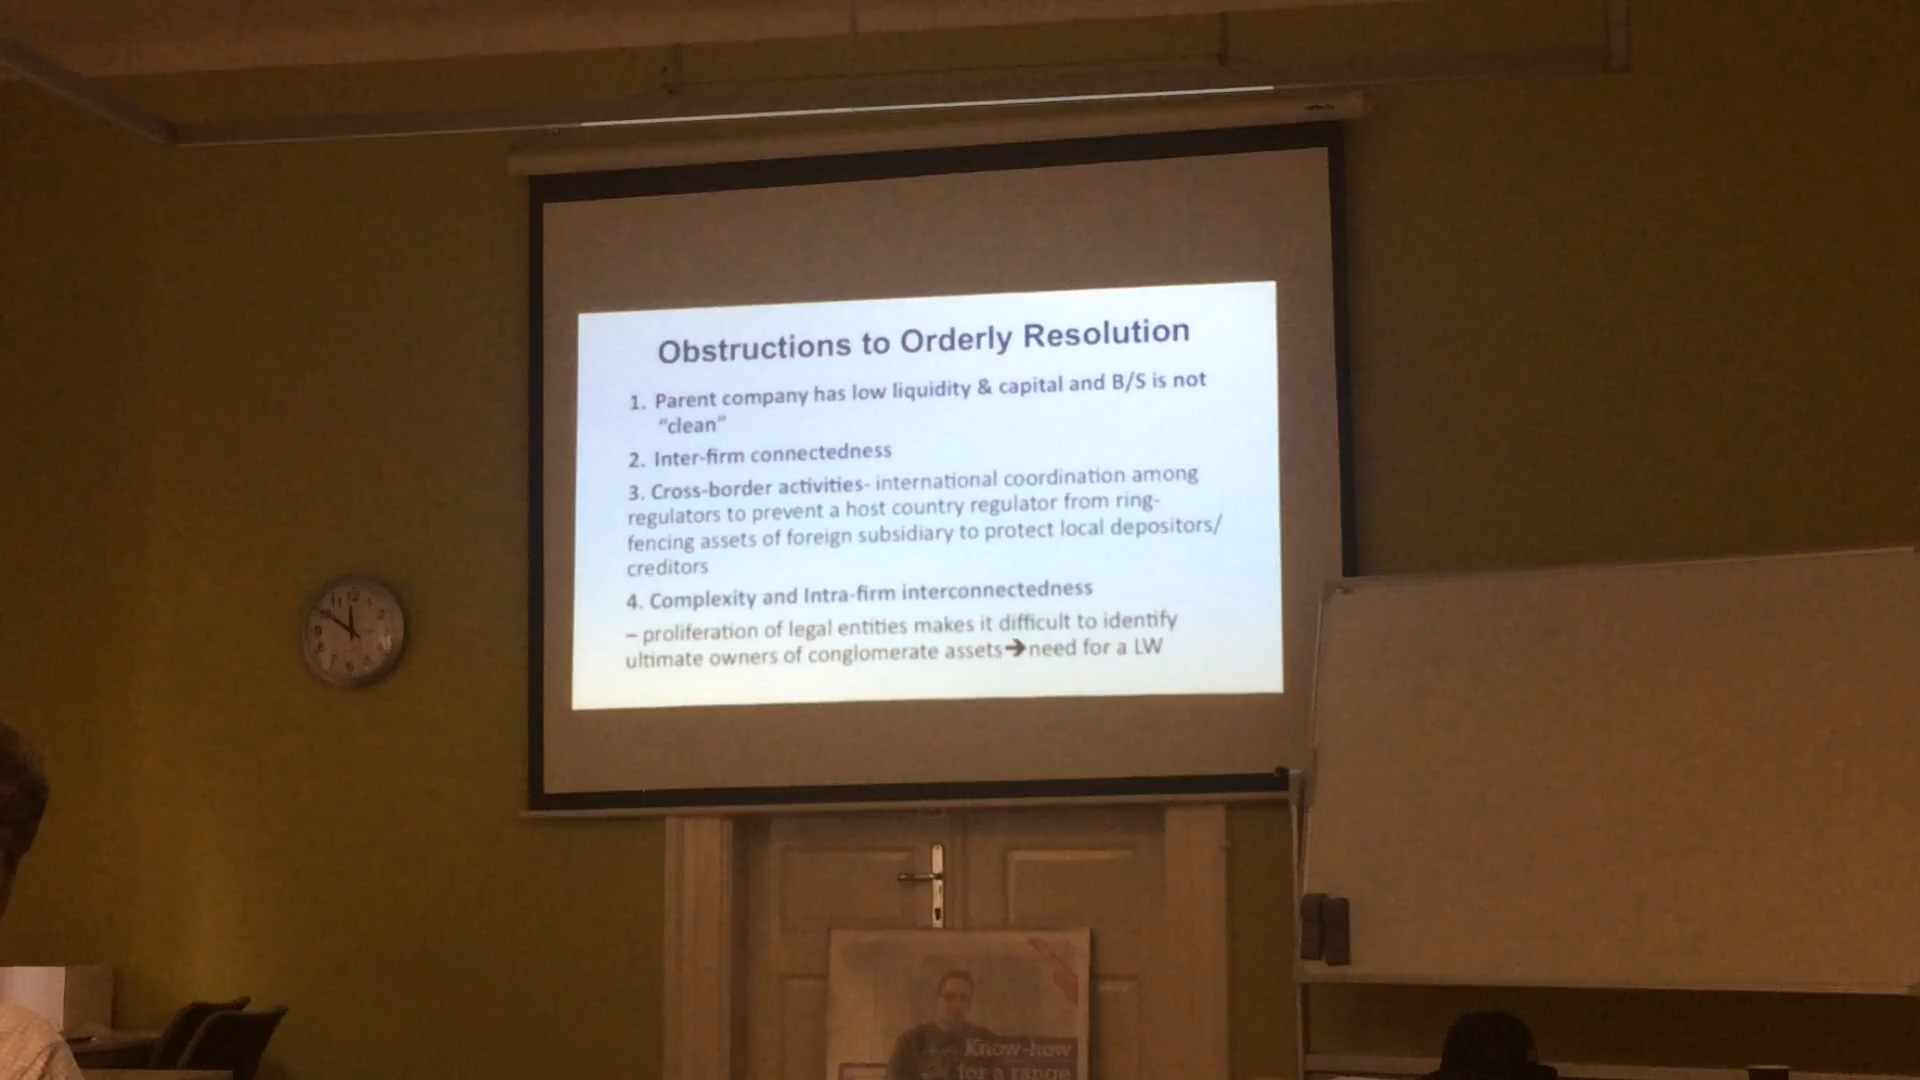 Obstructions to Orderly Resolution
1. Parent company has low liquidity & capital and B/S is not
“clean”
2. Inter-firm connectedness
3. Cross-border activities- international coordination among
regulators to prevent a host country regulator from ring-
fencing assets of foreign subsidiary to protect local depositors/
creditors
4. Complexity and Intra-firm interconnectedness
– proliferation of legal entities makes it difficult to identify
ultimate owners of conglomerate assets➔need for a LW
Know-how
for a range